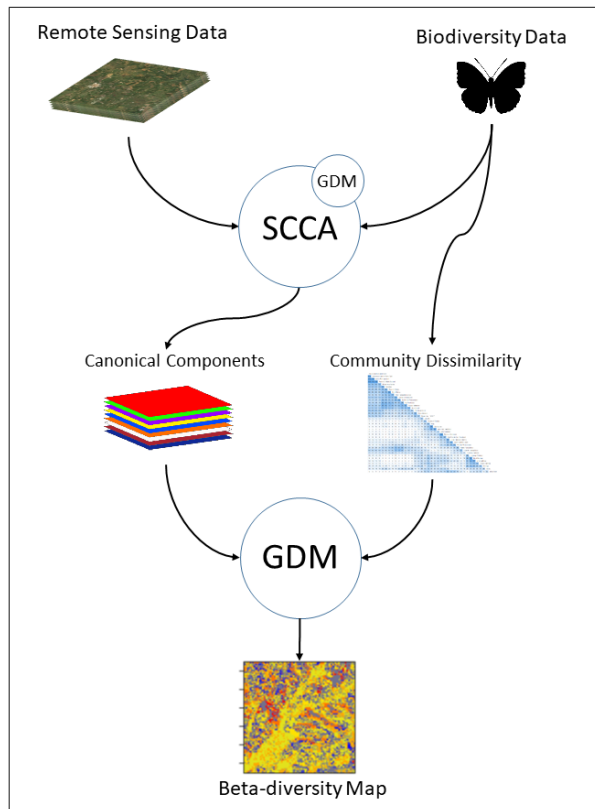 Remote Sensing Data
Biodiversity Data
GDM
SCCA
Canonical Components
Community Dissimilarity
GDM
Beta-diversity Map